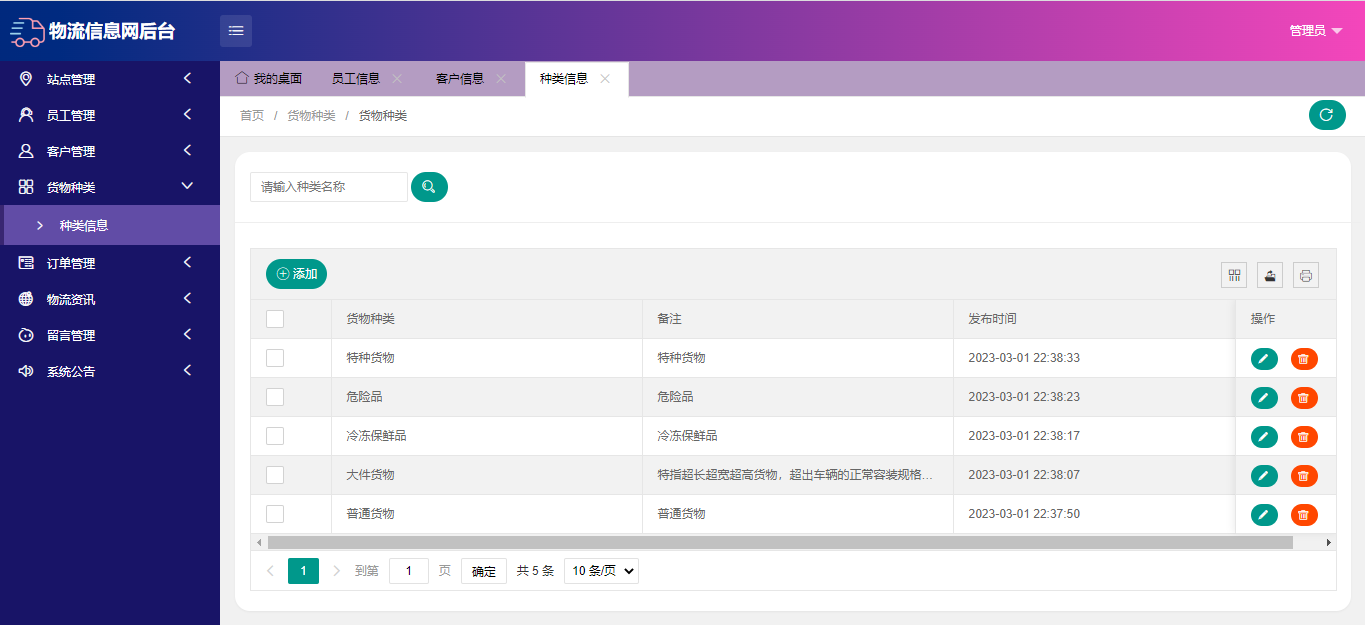 物流信息网后台
管理员
站点管理
员工管理
客户管理
货物种类
种类信息
订单管理
物流资讯
留言管理
系统公告
我的桌面 员工信息 客户信息 种类信息
首页 / 货物种类 / 货物种类
请输入种类名称
添加
货物种类 备注 发布时间 操作
特种货物 特种货物 2023-03-01 22:38:33
危险品 危险品 2023-03-01 22:38:23
冷冻保鲜品 冷冻保鲜品 2023-03-01 22:38:17
大件货物 特指超长超宽超高货物，超出车辆的正常容装规格... 2023-03-01 22:38:07
普通货物 普通货物 2023-03-01 22:37:50
1 到第 1 页 确定 共 5 条 10 条/页